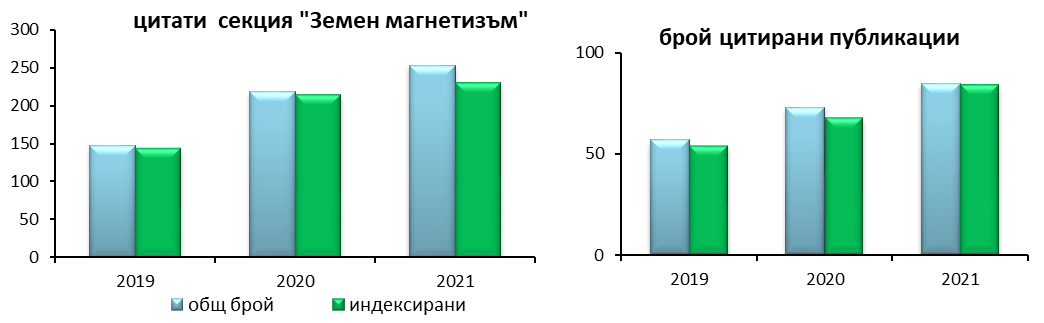 цитати секция "Земен магнетизъм"
300
250
200
150
100
50
0
2019 2020 2021
общ брой индексирани
брой цитирани публикации
100
50
0
2019 2020 2021